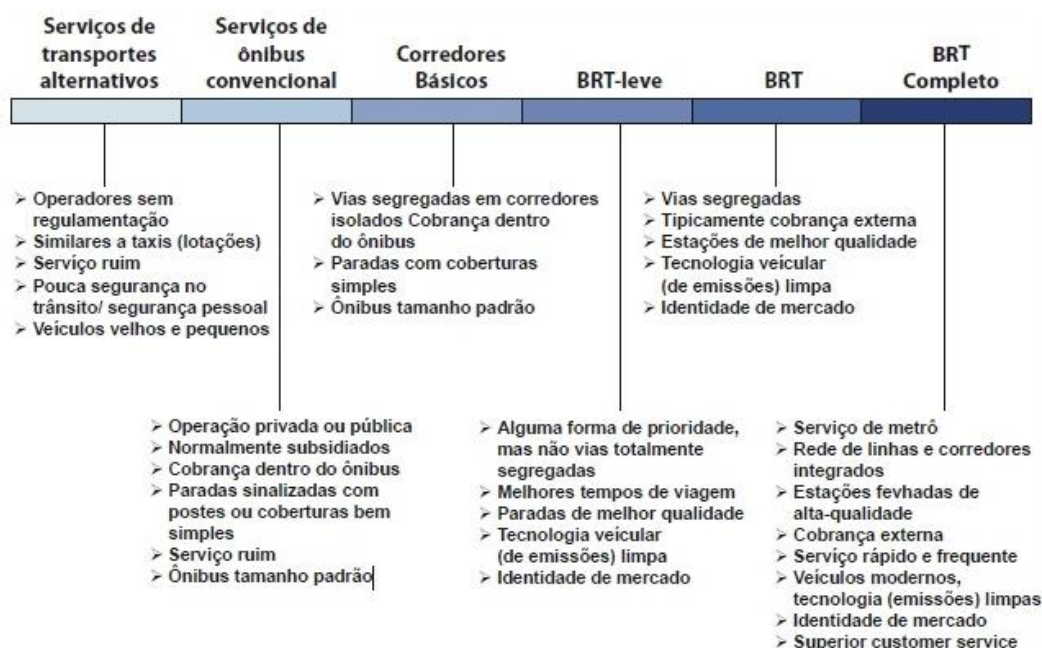 Serviços de
transportes
alternativos
Serviços de
ônibus
convencional
Corredores
Básicos
BRT-leve
BRT
BRT
Completo
➢ Operadores sem
regulamentação
➢ Similares a taxis (lotações)
➢ Serviço ruim
➢ Pouca segurança no
trânsito/ segurança pessoal
➢ Veículos velhos e pequenos
➢ Vias segregadas em corredores
isolados Cobrança dentro
do ônibus
➢ Paradas com coberturas
simples
➢ Ônibus tamanho padrão
➢ Vias segregadas
➢ Tipicamente cobrança externa
➢ Estações de melhor qualidade
➢ Tecnologia veicular
(de emissões) limpa
➢ Identidade de mercado
➢ Operação privada ou pública
➢ Normalmente subsidiados
➢ Cobrança dentro do ônibus
➢ Paradas sinalizadas com
postes ou coberturas bem
simples
➢ Serviço ruim
➢ Ônibus tamanho padrão
➢ Alguma forma de prioridade,
mas não vias totalmente
segregadas
➢ Melhores tempos de viagem
➢ Paradas de melhor qualidade
➢ Tecnologia veicular
(de emissões) limpa
➢ Identidade de mercado
➢ Serviço de metrô
➢ Rede de linhas e corredores
integrados
➢ Estações fevhadas de
alta-qualidade
➢ Cobrança externa
➢ Serviço rápido e frequente
➢ Veículos modernos,
tecnologia (emissões) limpas
➢ Identidade de mercado
➢ Superior customer service